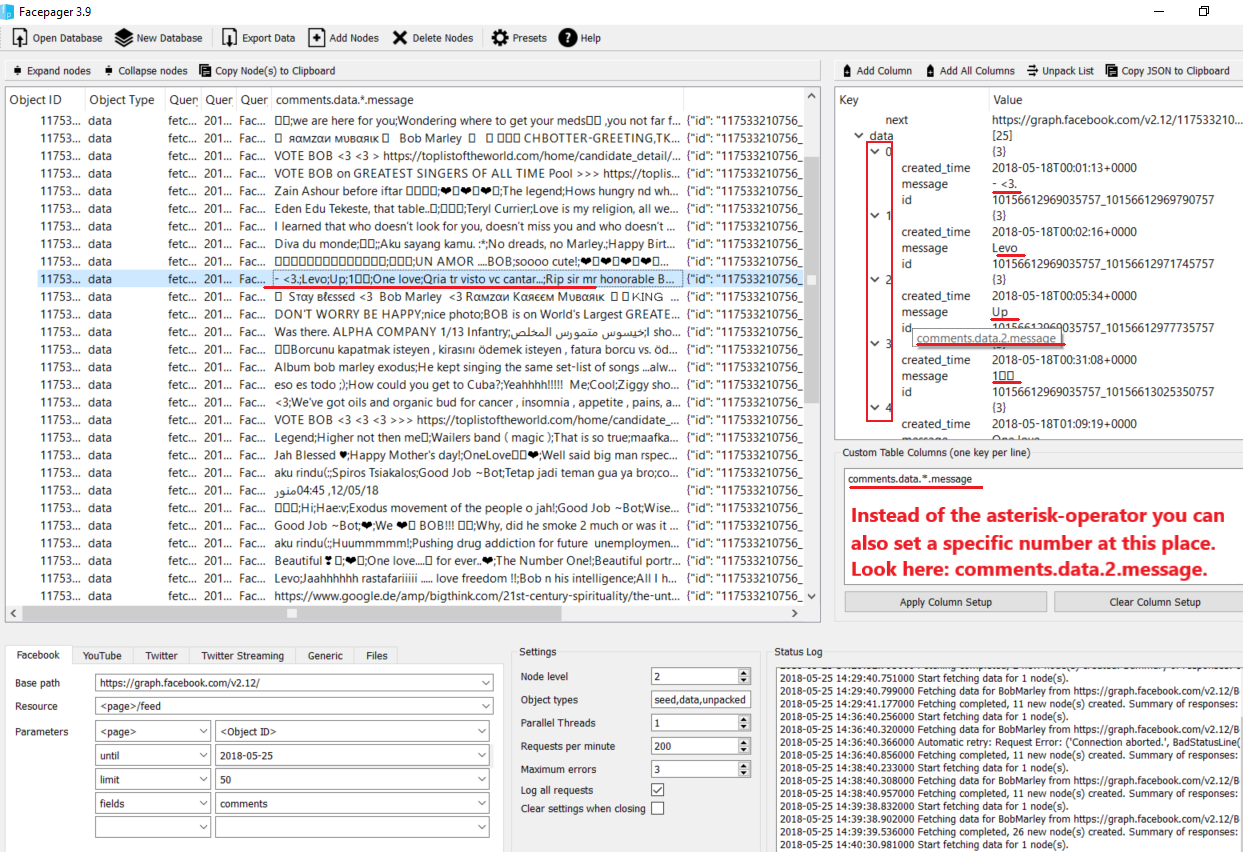 Facepager 3.9
Open Database New Database Export Data Add Nodes Delete Nodes Presets Help
Expand nodes Collapse nodes Copy Node(s) to Clipboard
Object ID Object Type Query Quer Quer comments.data.*.message
11753... data fetc... 201... Fac... ;we are here for you;Wondering where to get your meds ,you not far f... {"id": "117533210756_
11753... data fetc... 201... Fac... яαмzαи мυвαяιк Bob Marley CHBOTTER-GREETING,TK... {"id": "117533210756_
11753... data fetc... 201... Fac... VOTE BOB <3 <3 > https://toplistoftheworld.com/home/candidate_detail/... {"id": "117533210756_
11753... data fetc... 201... Fac... VOTE BOB on GREATEST SINGERS OF ALL TIME Pool >>> https://toplis... {"id": "117533210756_
11753... data fetc... 201... Fac... Zain Ashour before iftar ;❤❤❤;The legend;Hows hungry nd wh... {"id": "117533210756_
11753... data fetc... 201... Fac... Eden Edu Tekeste, that table..;;Teryl Currier;Love is my religion, all we... {"id": "117533210756_
11753... data fetc... 201... Fac... I learned that who doesn't look for you, doesn't miss you and who doesn't ... {"id": "117533210756_
11753... data fetc... 201... Fac... Diva du monde;;;Aku sayang kamu. :*;No dreads, no Marley.;Happy Birt... {"id": "117533210756_
11753... data fetc... 201... Fac... ;;UN AMOR ....BOB;soooo cute!;❤❤❤❤... {"id": "117533210756_
11753... data fetc... 201... Fac... - <3.;Levo;Up;1;One love;Qria tr visto vc cantar...;Rip sir mr honorable B... {"id": "117533210756_
11753... data fetc... 201... Fac... Sтαy вℓεssεd <3 Bob Marley <3 Rαмzαи Kαяεεм Mυвαяιк KING ... {"id": "117533210756_
11753... data fetc... 201... Fac... DON'T WORRY BE HAPPY;nice photo;BOB is on World's Largest GREATE... {"id": "117533210756_
11753... data fetc... 201... Fac... Was there. ALPHA COMPANY 1/13 Infantry;خيسوس متمورس المخلص;I sho... {"id": "117533210756_
11753... data fetc... 201... Fac... Borcunu kapatmak isteyen , kirasını ödemek isteyen , fatura borcu vs. öd... {"id": "117533210756_
11753... data fetc... 201... Fac... Album bob marley exodus;He kept singing the same set-list of songs ...alw... {"id": "117533210756_
11753... data fetc... 201... Fac... eso es todo ;);How could you get to Cuba?;Yeahhhh!!!!! Me;Cool;Ziggy sho... {"id": "117533210756_
11753... data fetc... 201... Fac... <3;We've got oils and organic bud for cancer , insomnia , appetite , pains, a... {"id": "117533210756_
11753... data fetc... 201... Fac... VOTE BOB <3 <3 <3 >>> https://toplistoftheworld.com/home/candidate_... {"id": "117533210756_
11753... data fetc... 201... Fac... Legend;Higher not then me;Wailers band ( magic );That is so true;maafka... {"id": "117533210756_
11753... data fetc... 201... Fac... Jah Blessed ♥;Happy Mother's day!;OneLove❤;Well said big man rspec... {"id": "117533210756_
11753... data fetc... 201... Fac... aku rindu(:;Spiros Tsiakalos;Good Job ~Bot;Tetap jadi teman gua ya bro;co... {"id": "117533210756_
11753... data fetc... 201... Fac... منور04:45 ,12/05/18 {"id": "117533210756_
11753... data fetc... 201... Fac... ;Hi;Hae:v;Exodus movement of the people o jah!;Good Job ~Bot;Wise... {"id": "117533210756_
11753... data fetc... 201... Fac... Good Job ~Bot;❤;We ❤ BOB!!! ;Why, did he smoke 2 much or was it ... {"id": "117533210756_
11753... data fetc... 201... Fac... aku rindu(:;Huummmmm!;Pushing drug addiction for future unemploymen... {"id": "117533210756_
11753... data fetc... 201... Fac... Beautiful ❣;❤;One love.... for ever..❤;The Number One!;Beautiful portr... {"id": "117533210756_
11753... data fetc... 201... Fac... Levo;Jaahhhhhh rastafariiiii ..... love freedom !!;Bob n his intelligence;All I h... {"id": "117533210756_
11753... data fetc... 201... Fac... https://www.google.de/amp/bigthink.com/21st-century-spirituality/the-unt... {"id": "117533210756_
Add Column Add All Columns Unpack List Copy JSON to Clipboard
Key Value
next https://graph.facebook.com/v2.12/117533210...
data [25]
0 {3}
created_time 2018-05-18T00:01:13+0000
message - <3.
id 10156612969035757_10156612969790757
1 {3}
created_time 2018-05-18T00:02:16+0000
message Levo
id 10156612969035757_10156612971745757
2 {3}
created_time 2018-05-18T00:05:34+0000
message Up
id 10156612969035757_10156612977735757
comments.data.2.message
3 {3}
created_time 2018-05-18T00:31:08+0000
message 1
id 10156612969035757_10156613025350757
4 {3}
created_time 2018-05-18T01:09:19+0000
message One love
Custom Table Columns (one key per line)
comments.data.*.message
Instead of the asterisk-operator you can
also set a specific number at this place.
Look here: comments.data.2.message.
Apply Column Setup Clear Column Setup
Facebook YouTube Twitter Twitter Streaming Generic Files
Base path https://graph.facebook.com/v2.12/
Resource <page>/feed
Parameters <page> <Object ID>
until 2018-05-25
limit 50
fields comments
Settings
Node level 2
Object types seed,data,unpacked
Parallel Threads 1
Requests per minute 200
Maximum errors 3
Log all requests
Clear settings when closing
Status Log
2018-05-25 14:29:40.751000 Start fetching data for 1 node(s).
2018-05-25 14:29:40.799000 Fetching data for BobMarley from https://graph.facebook.com/v2.12/B
2018-05-25 14:29:41.177000 Fetching completed, 11 new node(s) created. Summary of responses:
2018-05-25 14:36:40.256000 Start fetching data for 1 node(s).
2018-05-25 14:36:40.320000 Fetching data for BobMarley from https://graph.facebook.com/v2.12/B
2018-05-25 14:36:40.366000 Automatic retry: Request Error: ('Connection aborted.', BadStatusLine(
2018-05-25 14:36:40.856000 Fetching completed, 11 new node(s) created. Summary of responses:
2018-05-25 14:38:40.233000 Start fetching data for 1 node(s).
2018-05-25 14:38:40.308000 Fetching data for BobMarley from https://graph.facebook.com/v2.12/B
2018-05-25 14:38:40.957000 Fetching completed, 11 new node(s) created. Summary of responses:
2018-05-25 14:39:38.832000 Start fetching data for 1 node(s).
2018-05-25 14:39:38.902000 Fetching data for BobMarley from https://graph.facebook.com/v2.12/B
2018-05-25 14:39:39.536000 Fetching completed, 26 new node(s) created. Summary of responses:
2018-05-25 14:40:30.981000 Start fetching data for 1 node(s).